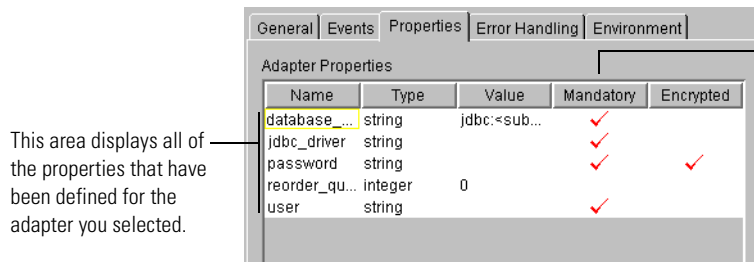 General Events Properties Error Handling Environment
Adapter Properties
Name Type Value Mandatory Encrypted
database_... string jdbc:<sub...
jdbc_driver string
password string
reorder_qu... integer 0
user string
This area displays all of
the properties that have
been defined for the
adapter you selected.